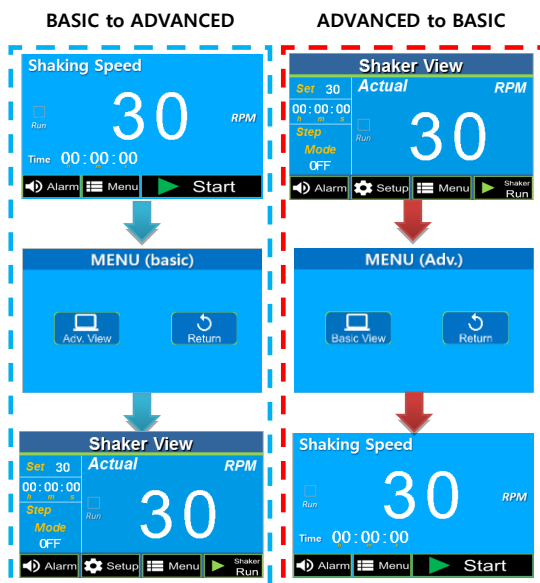 BASIC to ADVANCED
Shaking Speed
30
Run
RPM
Time 00:00:00
Alarm Menu Start
MENU (basic)
Adv. View Return
Shaker View
Set 30 Actual RPM
00:00:00
h m s
Step
Mode
OFF
Run
30
Alarm Setup Menu Shaker Run
ADVANCED to BASIC
Shaker View
Set 30 Actual RPM
00:00:00
h m s
Step
Mode
OFF
Run
30
Alarm Setup Menu Shaker Run
MENU (Adv.)
Basic View Return
Shaking Speed
30
Run
RPM
Time 00:00:00
Alarm Menu Start